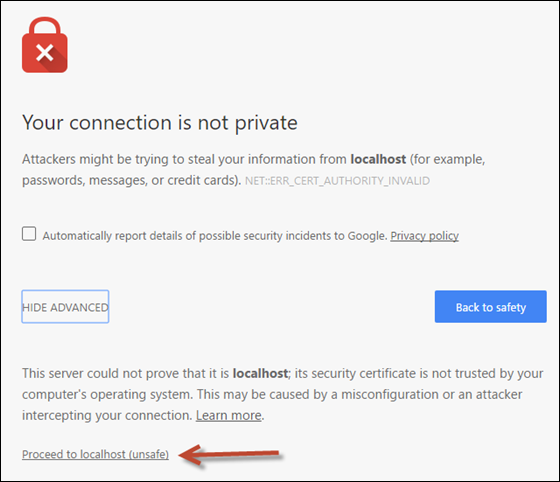 Your connection is not private
Attackers might be trying to steal your information from localhost (for example,
passwords, messages, or credit cards). NET::ERR_CERT_AUTHORITY_INVALID
Automatically report details of possible security incidents to Google. Privacy policy
HIDE ADVANCED
Back to safety
This server could not prove that it is localhost; its security certificate is not trusted by your
computer's operating system. This may be caused by a misconfiguration or an attacker
intercepting your connection. Learn more.
Proceed to localhost (unsafe)